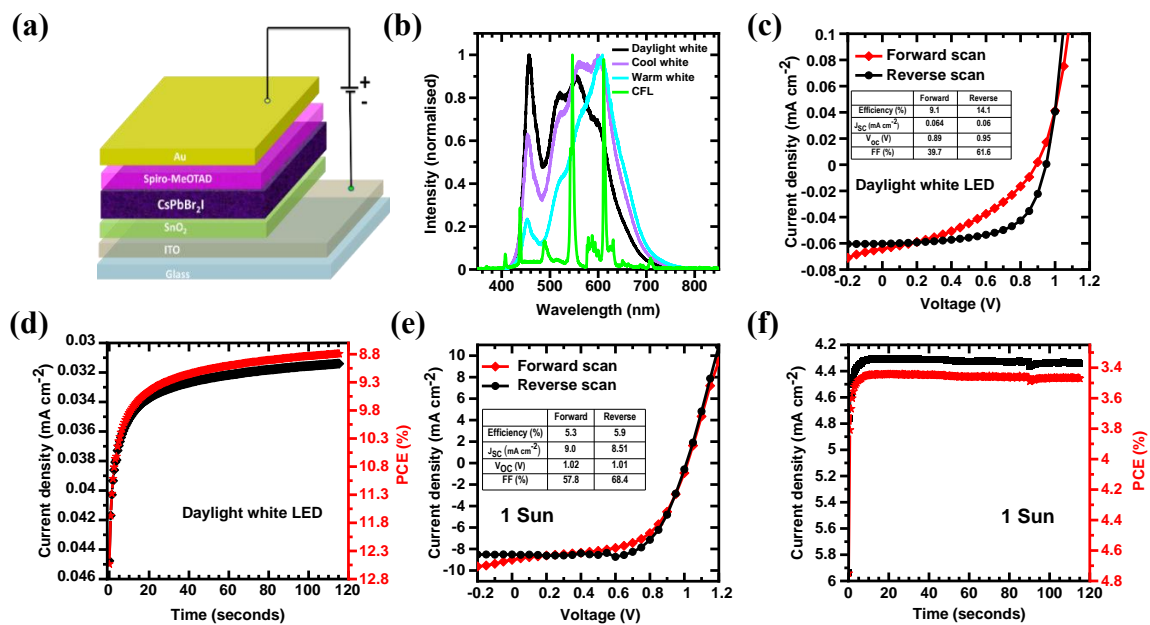 (a)
+
-
Au
Spiro-MeOTAD
CsPbBr₂I
SnO₂
ITO
Glass
(b)
Intensity (normalised)
1
0.8
0.6
0.4
0.2
0
Daylight white
Cool white
Warm white
CFL
400 500 600 700 800
Wavelength (nm)
(c)
Current density (mA cm⁻²)
0.1
0.08
0.06
0.04
0.02
0
-0.02
-0.04
-0.06
-0.08
Forward scan
Reverse scan
Forward Reverse
Efficiency (%) 9.1 14.1
JSC (mA cm⁻²) 0.064 0.06
VOC (V) 0.89 0.95
FF (%) 39.7 61.6
Daylight white LED
-0.2 0 0.2 0.4 0.6 0.8 1 1.2
Voltage (V)
(d)
Current density (mA cm⁻²)
0.03
0.032
0.034
0.036
0.038
0.04
0.042
0.044
0.046
Daylight white LED
8.8
9.3
9.8
10.3
10.8
11.3
11.8
12.3
12.8
PCE (%)
0 20 40 60 80 100 120
Time (seconds)
(e)
Current density (mA cm⁻²)
10
8
6
4
2
0
-2
-4
-6
-8
-10
Forward scan
Reverse scan
Forward Reverse
Efficiency (%) 5.3 5.9
JSC (mA cm⁻²) 9.0 8.51
VOC (V) 1.02 1.01
FF (%) 57.8 68.4
1 Sun
-0.2 0 0.2 0.4 0.6 0.8 1 1.2
Voltage (V)
(f)
Current density (mA cm⁻²)
4.2
4.4
4.6
4.8
5
5.2
5.4
5.6
5.8
6
1 Sun
3.4
3.6
3.8
4
4.2
4.4
4.6
4.8
PCE (%)
0 20 40 60 80 100 120
Time (seconds)